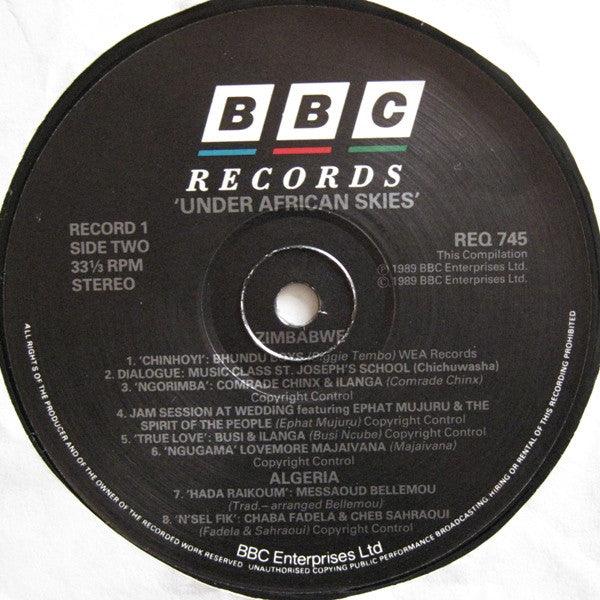 BBC
RECORDS
'UNDER AFRICAN SKIES'
RECORD 1
SIDE TWO
33⅓ RPM
STEREO
REQ 745
This Compilation
Ⓟ 1989 BBC Enterprises Ltd.
© 1989 BBC Enterprises Ltd.
ZIMBABWE
1. 'CHINHOYI': BHUNDU BOYS (Biggie Tembo) WEA Records
2. DIALOGUE: MUSIC CLASS ST. JOSEPH'S SCHOOL (Chichuwasha)
3. 'NGORIMBA': COMRADE CHINX & ILANGA (Comrade Chinx)
Copyright Control
4. JAM SESSION AT WEDDING featuring EPHAT MUJURU & THE
SPIRIT OF THE PEOPLE (Ephat Mujuru) Copyright Control
5. 'TRUE LOVE': BUSI & ILANGA (Busi Ncube) Copyright Control
6. 'NGUGAMA' LOVEMORE MAJAIVANA (Majaivana)
Copyright Control
ALGERIA
7. 'HADA RAIKOUM': MESSAOUD BELLEMOU
(Trad.– arranged Bellemou)
8. 'N'SEL FIK': CHABA FADELA & CHEB SAHRAOUI
(Fadela & Sahraoui) Copyright Control
BBC Enterprises Ltd
ALL RIGHTS OF THE PRODUCER AND OF THE OWNER OF THE RECORDED WORK RESERVED UNAUTHORISED COPYING PUBLIC PERFORMANCE BROADCASTING HIRING OR RENTAL OF THIS RECORDING PROHIBITED